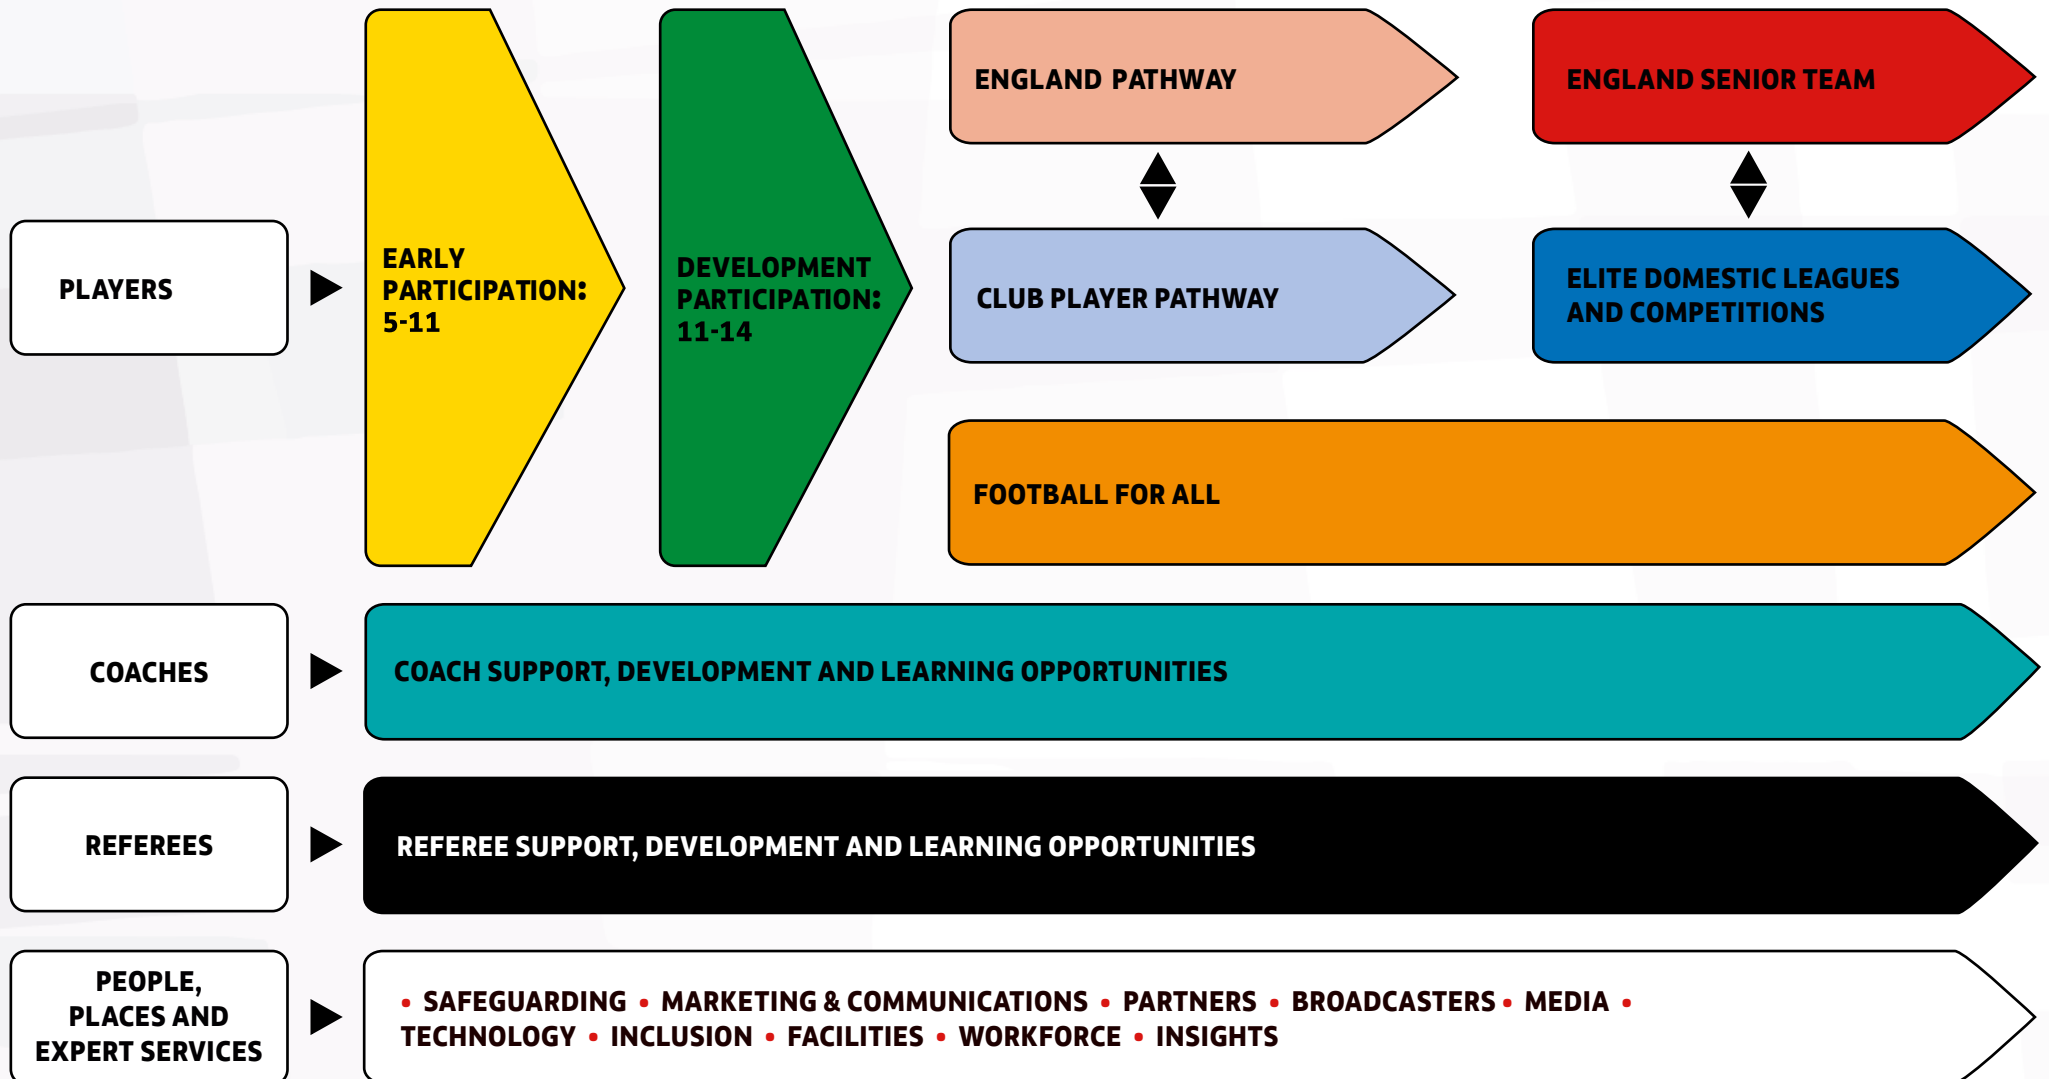 PLAYERS
EARLY
PARTICIPATION:
5-11
DEVELOPMENT
PARTICIPATION:
11-14
ENGLAND PATHWAY
ENGLAND SENIOR TEAM
CLUB PLAYER PATHWAY
ELITE DOMESTIC LEAGUES
AND COMPETITIONS
FOOTBALL FOR ALL
COACHES
COACH SUPPORT, DEVELOPMENT AND LEARNING OPPORTUNITIES
REFEREES
REFEREE SUPPORT, DEVELOPMENT AND LEARNING OPPORTUNITIES
PEOPLE,
PLACES AND
EXPERT SERVICES
• SAFEGUARDING • MARKETING & COMMUNICATIONS • PARTNERS • BROADCASTERS • MEDIA •
TECHNOLOGY • INCLUSION • FACILITIES • WORKFORCE • INSIGHTS